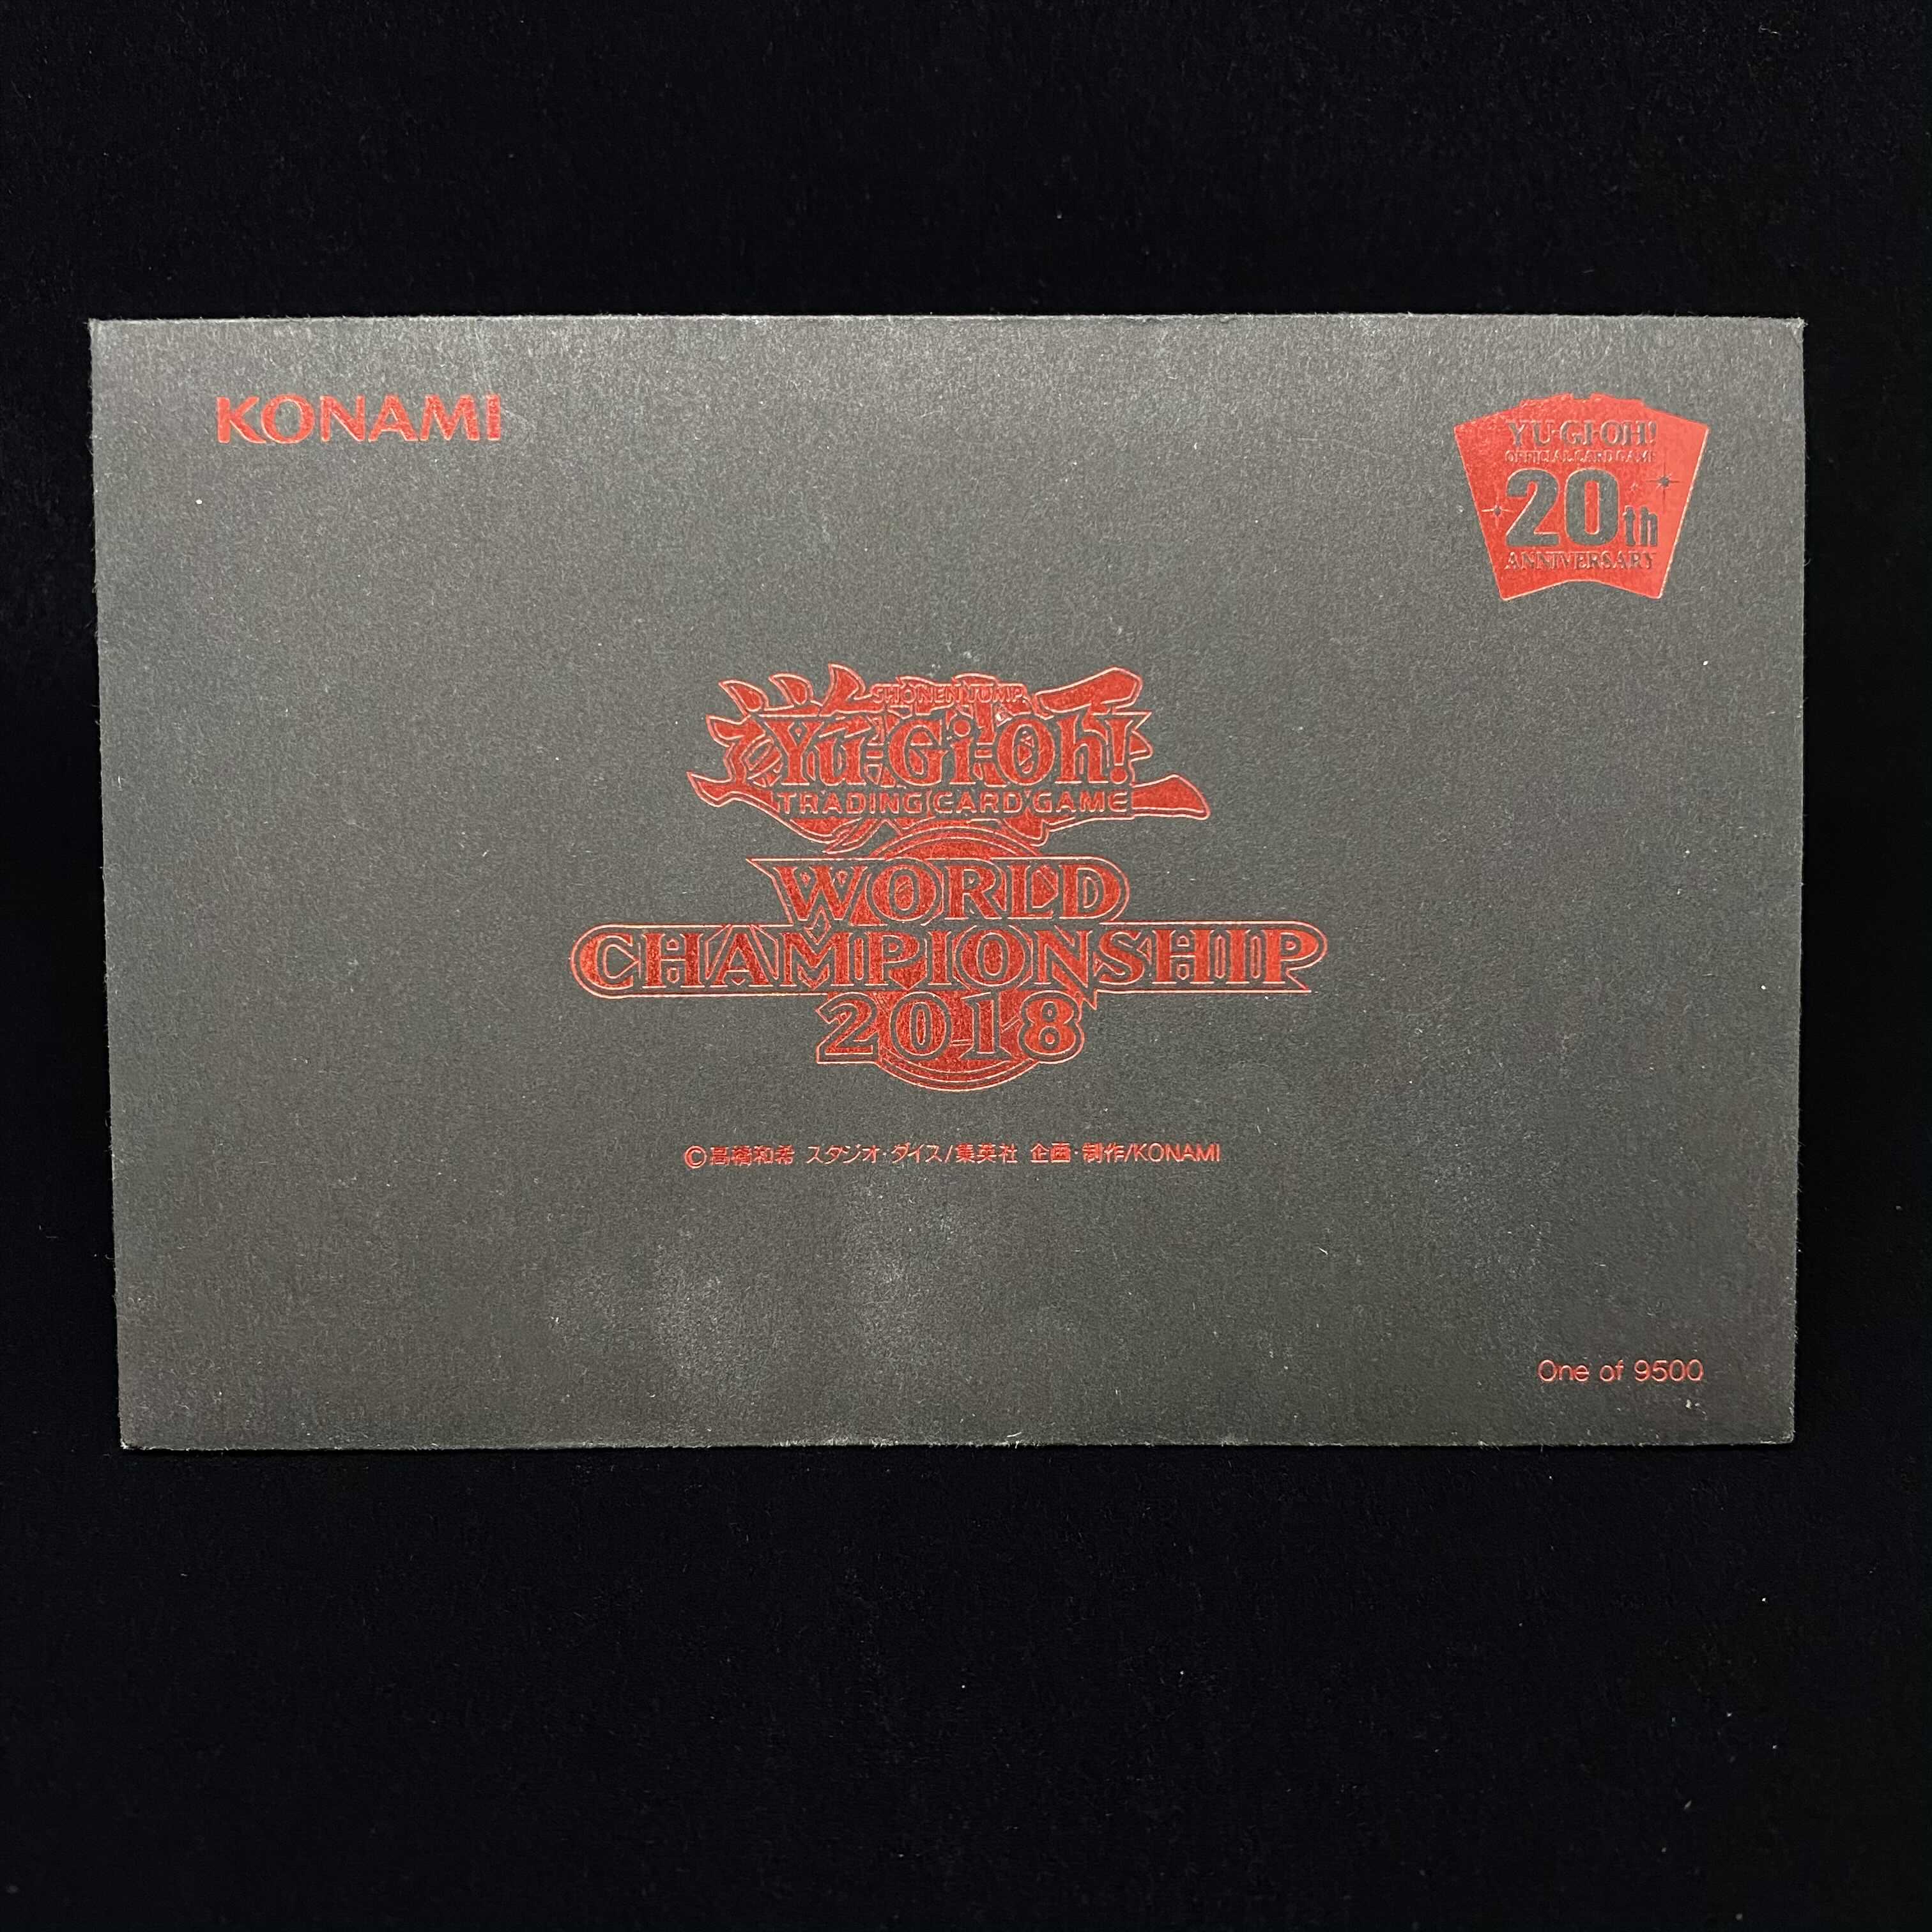 KONAMI
YU-GI-OH!
OFFICIAL CARD GAME
20th
ANNIVERSARY
SHONEN JUMP
Yu-Gi-Oh!
TRADING CARD GAME
WORLD
CHAMPIONSHIP
2018
©高橋和希 スタジオ・ダイス/集英社 企画・制作/KONAMI
One of 9500